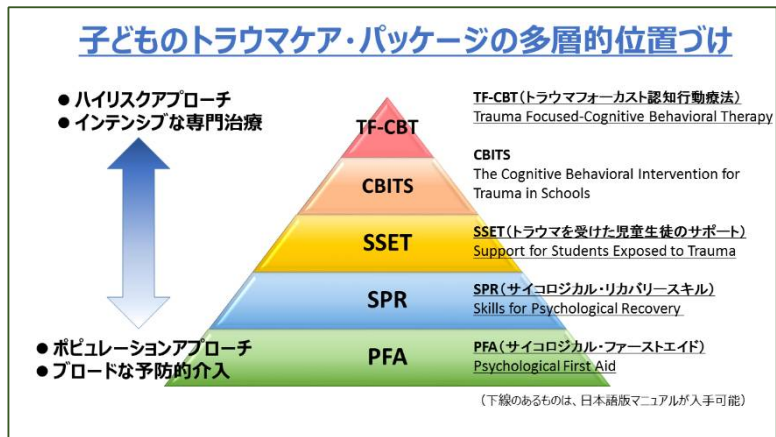 子どものトラウマケア・パッケージの多層的位置づけ
● ハイリスクアプローチ
● インテンシブな専門治療
● ポピュレーションアプローチ
● ブロードな予防的介入
TF-CBT
CBITS
SSET
SPR
PFA
TF-CBT(トラウマフォーカスト認知行動療法)
Trauma Focused-Cognitive Behavioral Therapy
CBITS
The Cognitive Behavioral Intervention for
Trauma in Schools
SSET(トラウマを受けた児童生徒のサポート)
Support for Students Exposed to Trauma
SPR(サイコロジカル・リカバリースキル)
Skills for Psychological Recovery
PFA(サイコロジカル・ファーストエイド)
Psychological First Aid
(下線のあるものは、日本語版マニュアルが入手可能)